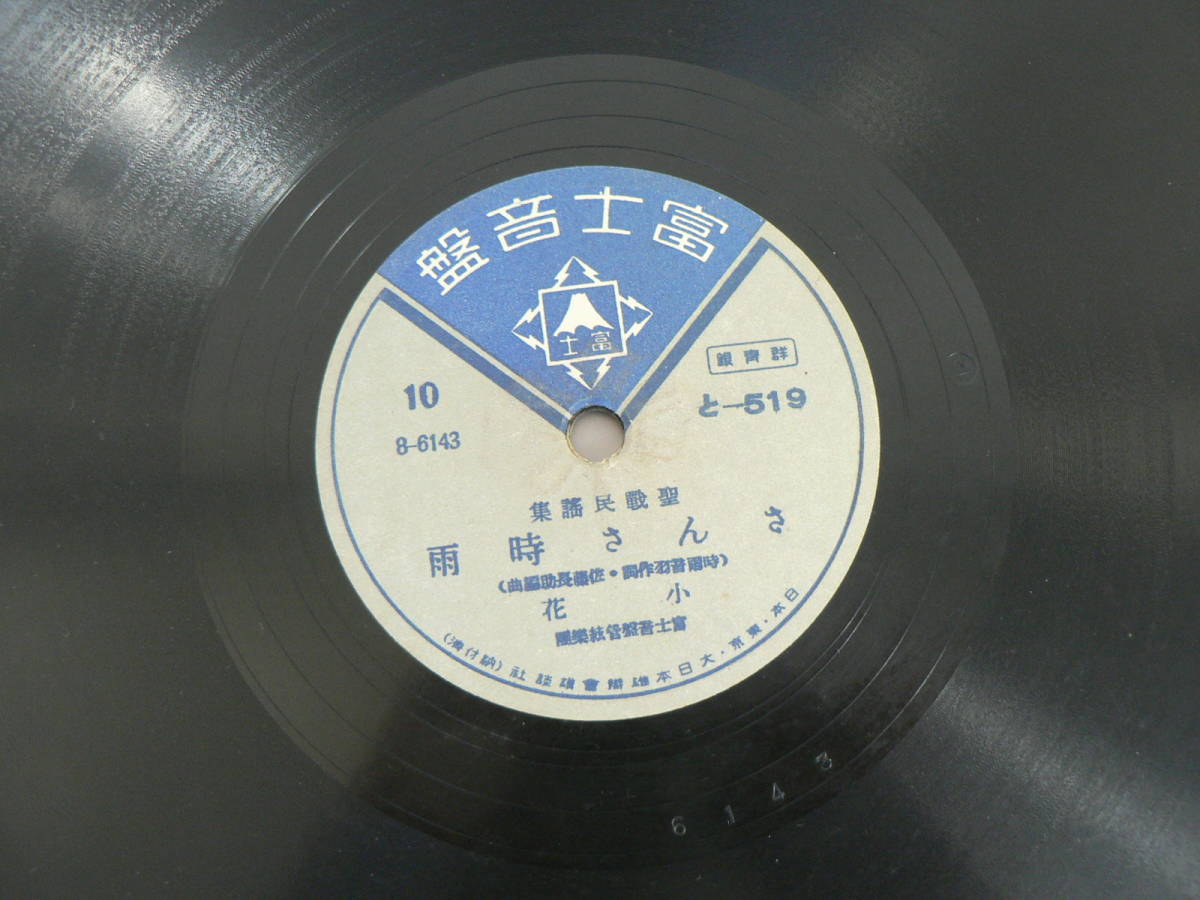 富士音盤
富士
群青銀
と—519
10
8-6143
聖戰民謠集
さんさ時雨
(時雨音羽作詞・佐藤長助編曲)
小花
富士音盤管絃樂團
日本・東京・大日本雄辯會講談社(納付濟)
6143